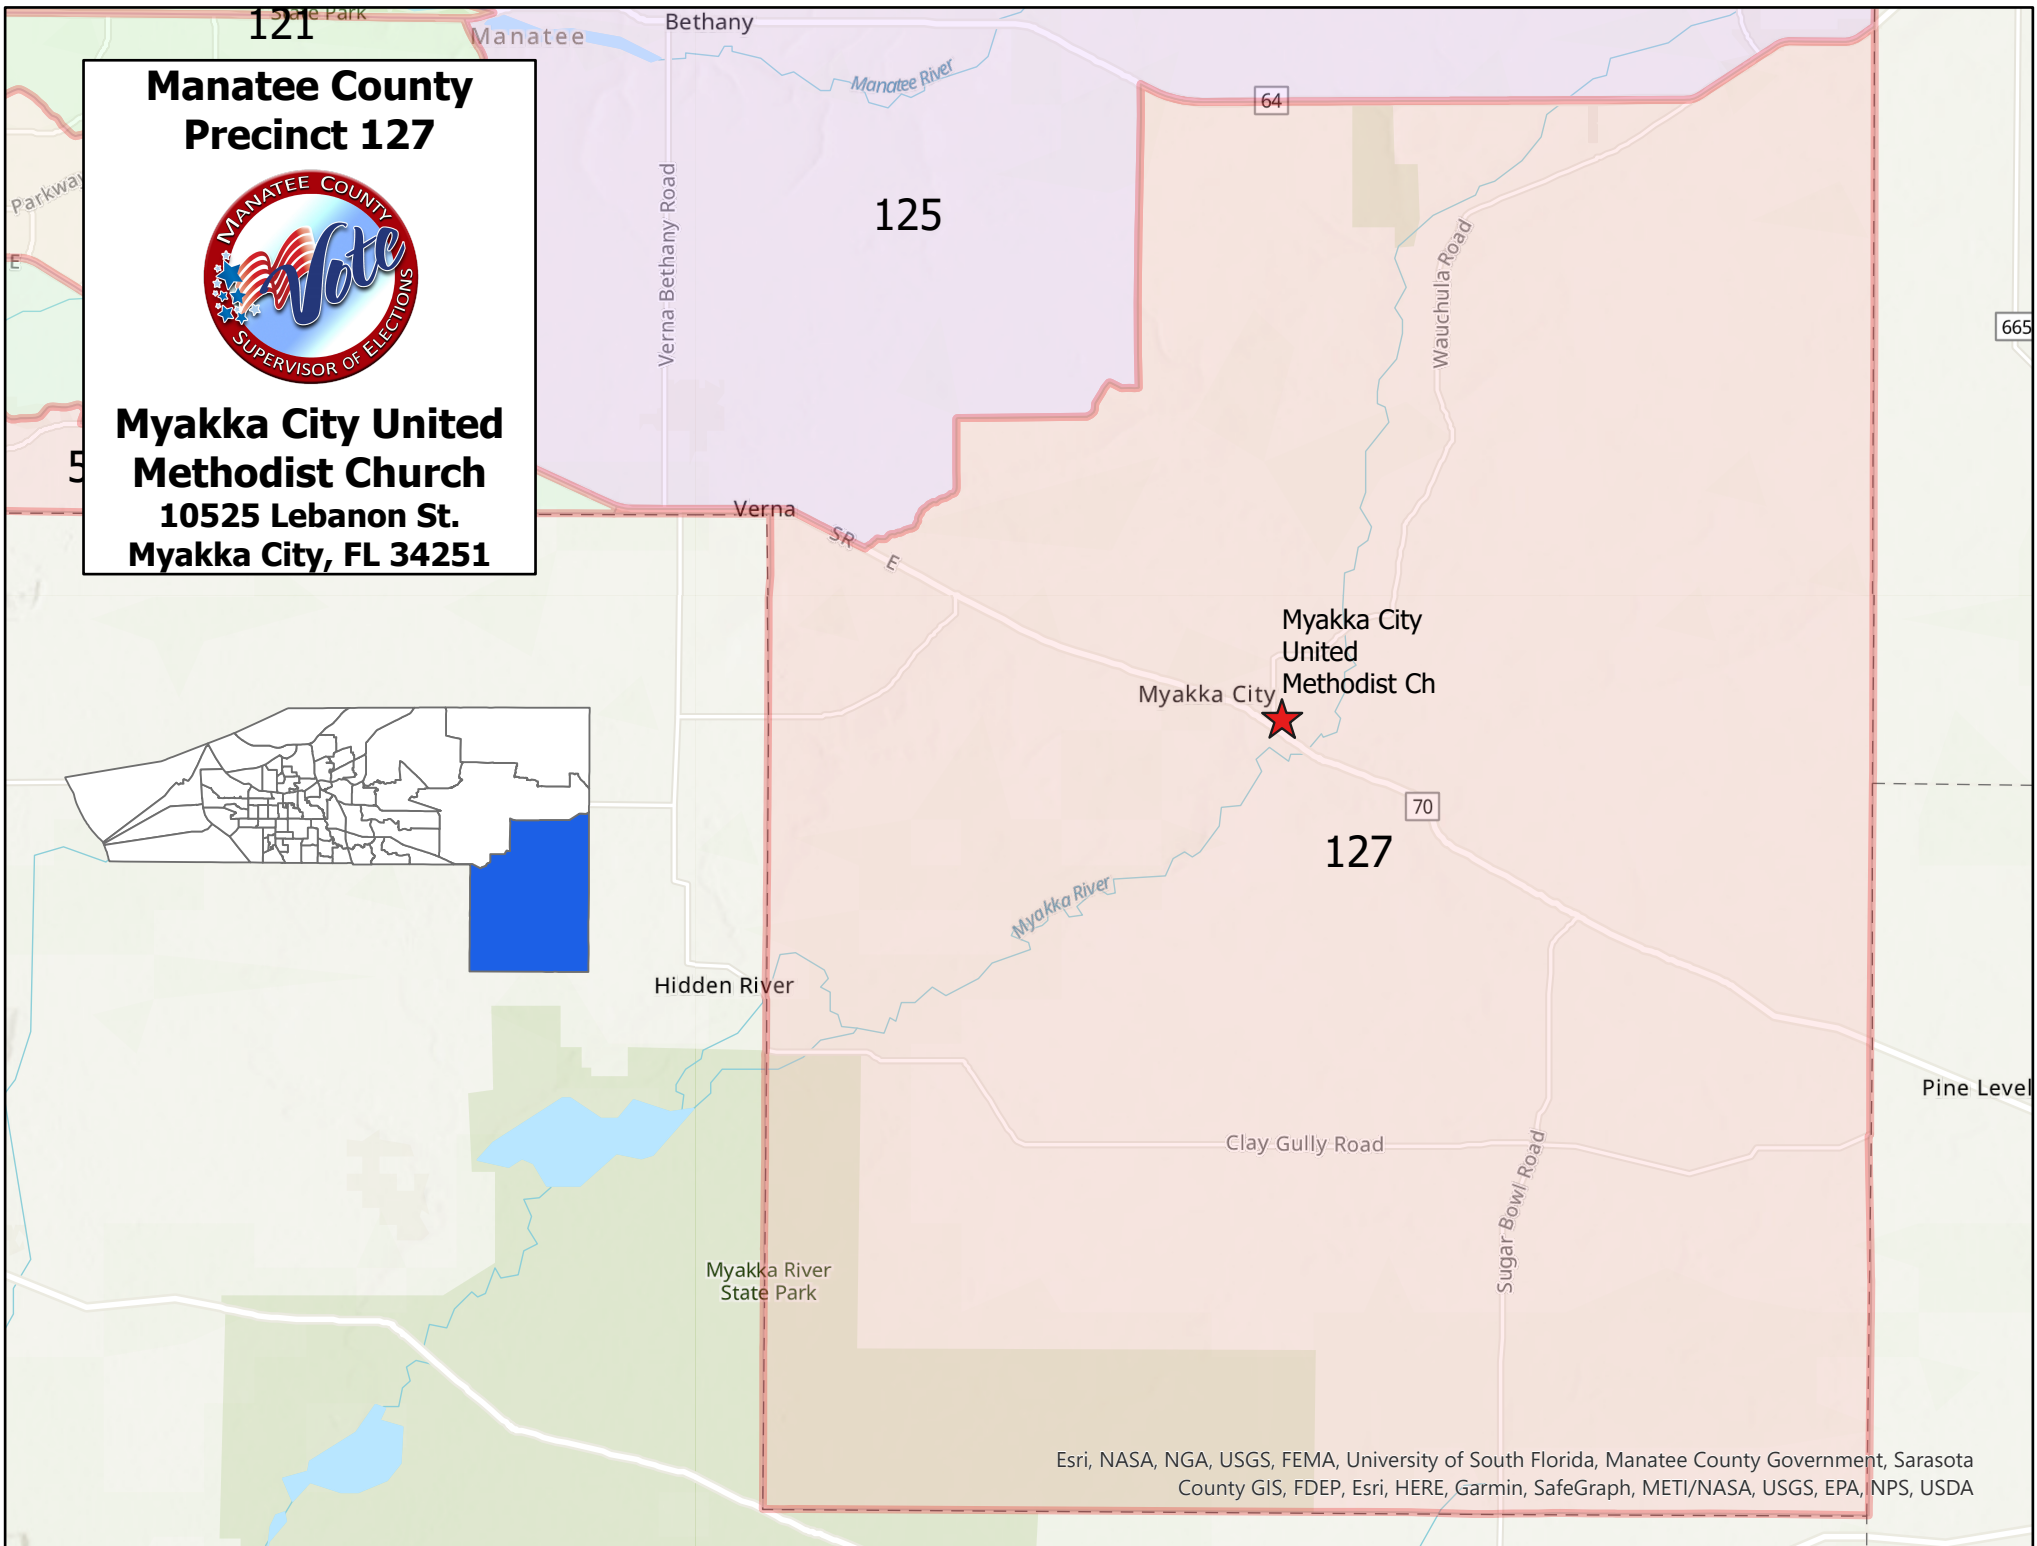 121
State Park
Manatee
Bethany
Manatee River
64
Manatee County
Precinct 127
MANATEE COUNTY
Vote
SUPERVISOR OF ELECTIONS
Myakka City United
Methodist Church
10525 Lebanon St.
Myakka City, FL 34251
Parkway
E
5
125
Verna Bethany Road
Wauchula Road
665
Verna
SR
E
Myakka City
United
Methodist Ch
Myakka City
70
127
Myakka River
Hidden River
Pine Level
Clay Gully Road
Sugar Bowl Road
Myakka River
State Park
Esri, NASA, NGA, USGS, FEMA, University of South Florida, Manatee County Government, Sarasota
County GIS, FDEP, Esri, HERE, Garmin, SafeGraph, METI/NASA, USGS, EPA, NPS, USDA